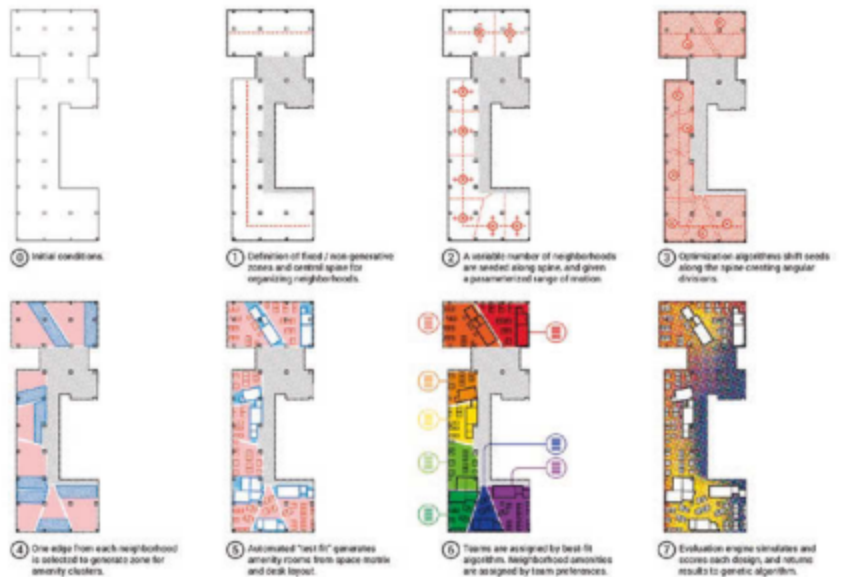 0 Initial conditions.
1 Definition of fixed / non-generative
zones and central spine for
organizing neighborhoods.
2 A variable number of neighborhoods
are seeded along spine, and given
a parameterized range of motion.
3 Optimization algorithms shift seeds
along the spine creating angular
divisions.
4 One edge from each neighborhood
is selected to generate zone for
amenity clusters.
5 Automated "test fit" generates
amenity rooms from space matrix
and desk layout.
6 Teams are assigned by best-fit
algorithm. Neighborhood amenities
are assigned by team preferences.
7 Evaluation engine simulates and
scores each design, and returns
results to genetic algorithm.